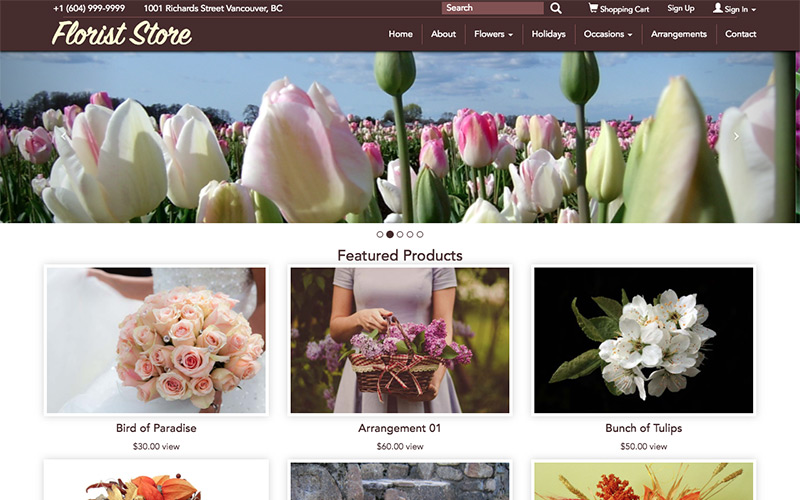 +1 (604) 999-9999 1001 Richards Street Vancouver, BC Search Shopping Cart Sign Up Sign In
Florist Store
Home About Flowers Holidays Occasions Arrangements Contact
Featured Products
Bird of Paradise Arrangement 01 Bunch of Tulips
$30.00 view $60.00 view $50.00 view